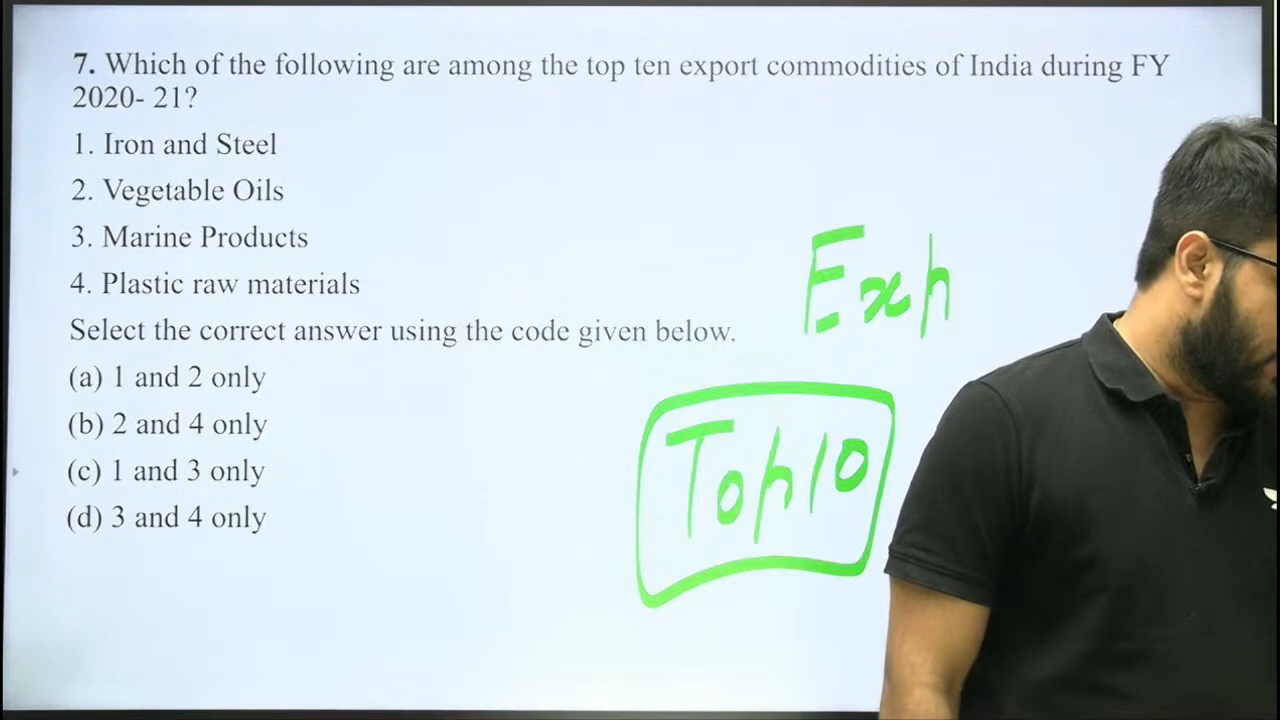 7. Which of the following are among the top ten export commodities of India during FY
2020- 21?
1. Iron and Steel
2. Vegetable Oils
3. Marine Products
4. Plastic raw materials
Select the correct answer using the code given below.
(a) 1 and 2 only
(b) 2 and 4 only
(c) 1 and 3 only
(d) 3 and 4 only
Exp
Top10